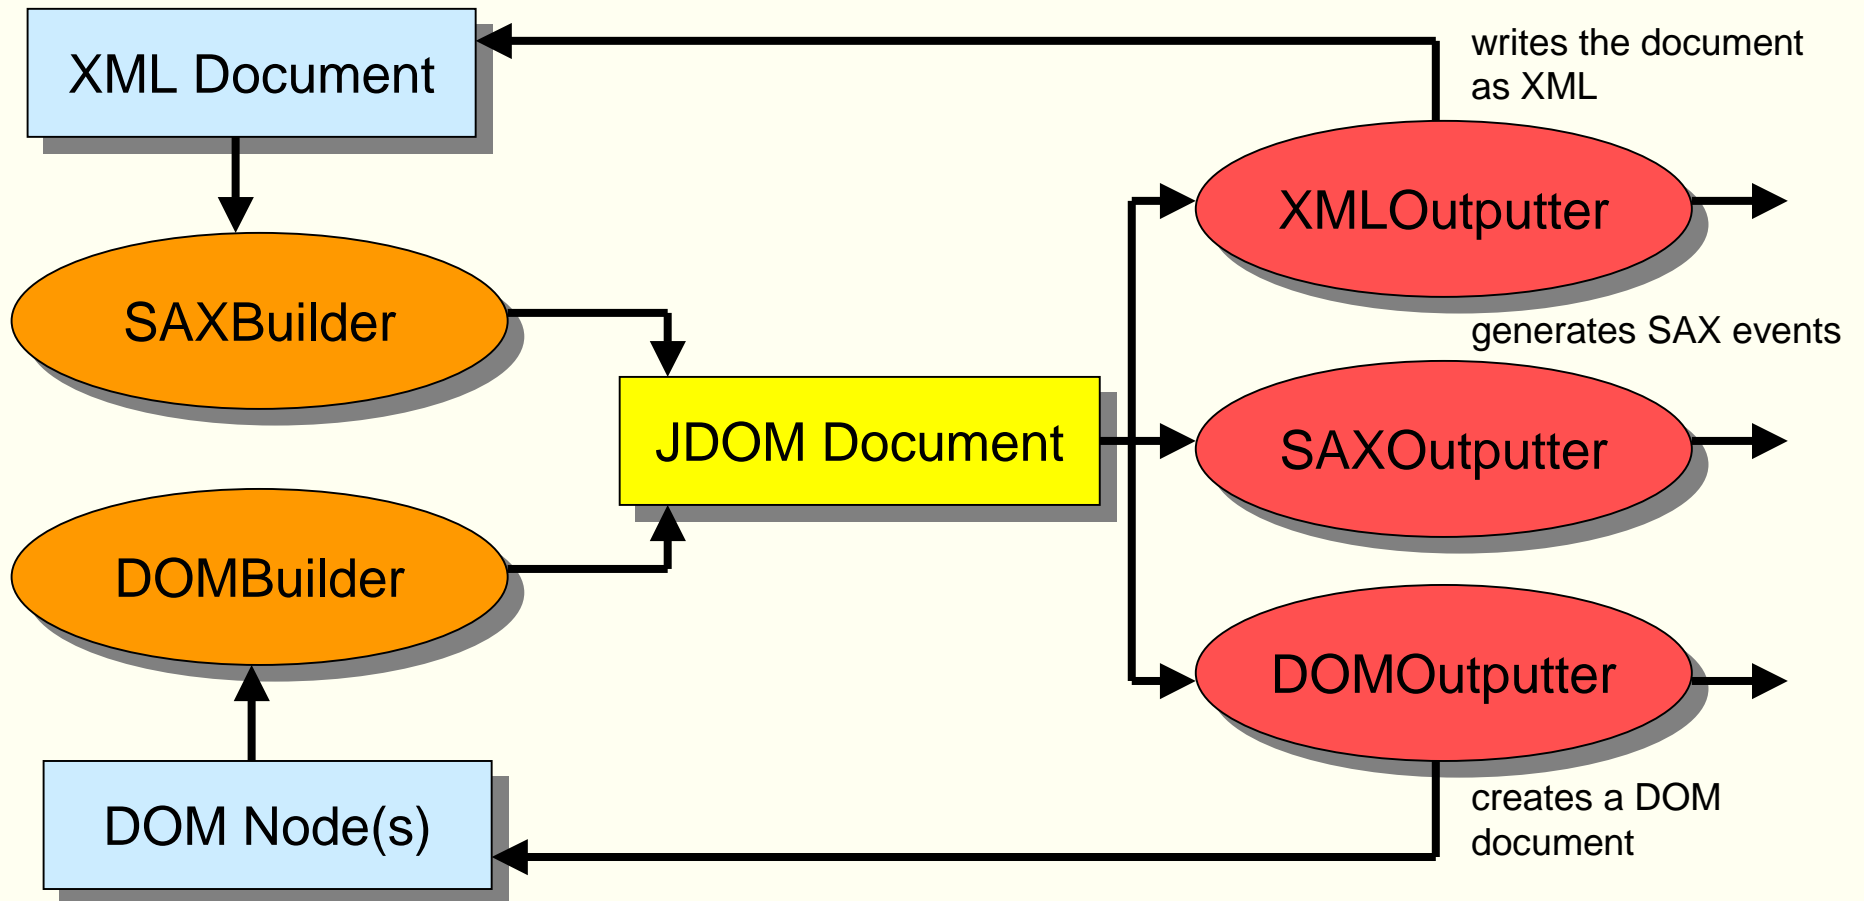 XML Document
writes the document
as XML
XMLOutputter
SAXBuilder
generates SAX events
JDOM Document
SAXOutputter
DOMBuilder
DOMOutputter
DOM Node(s)
creates a DOM
document